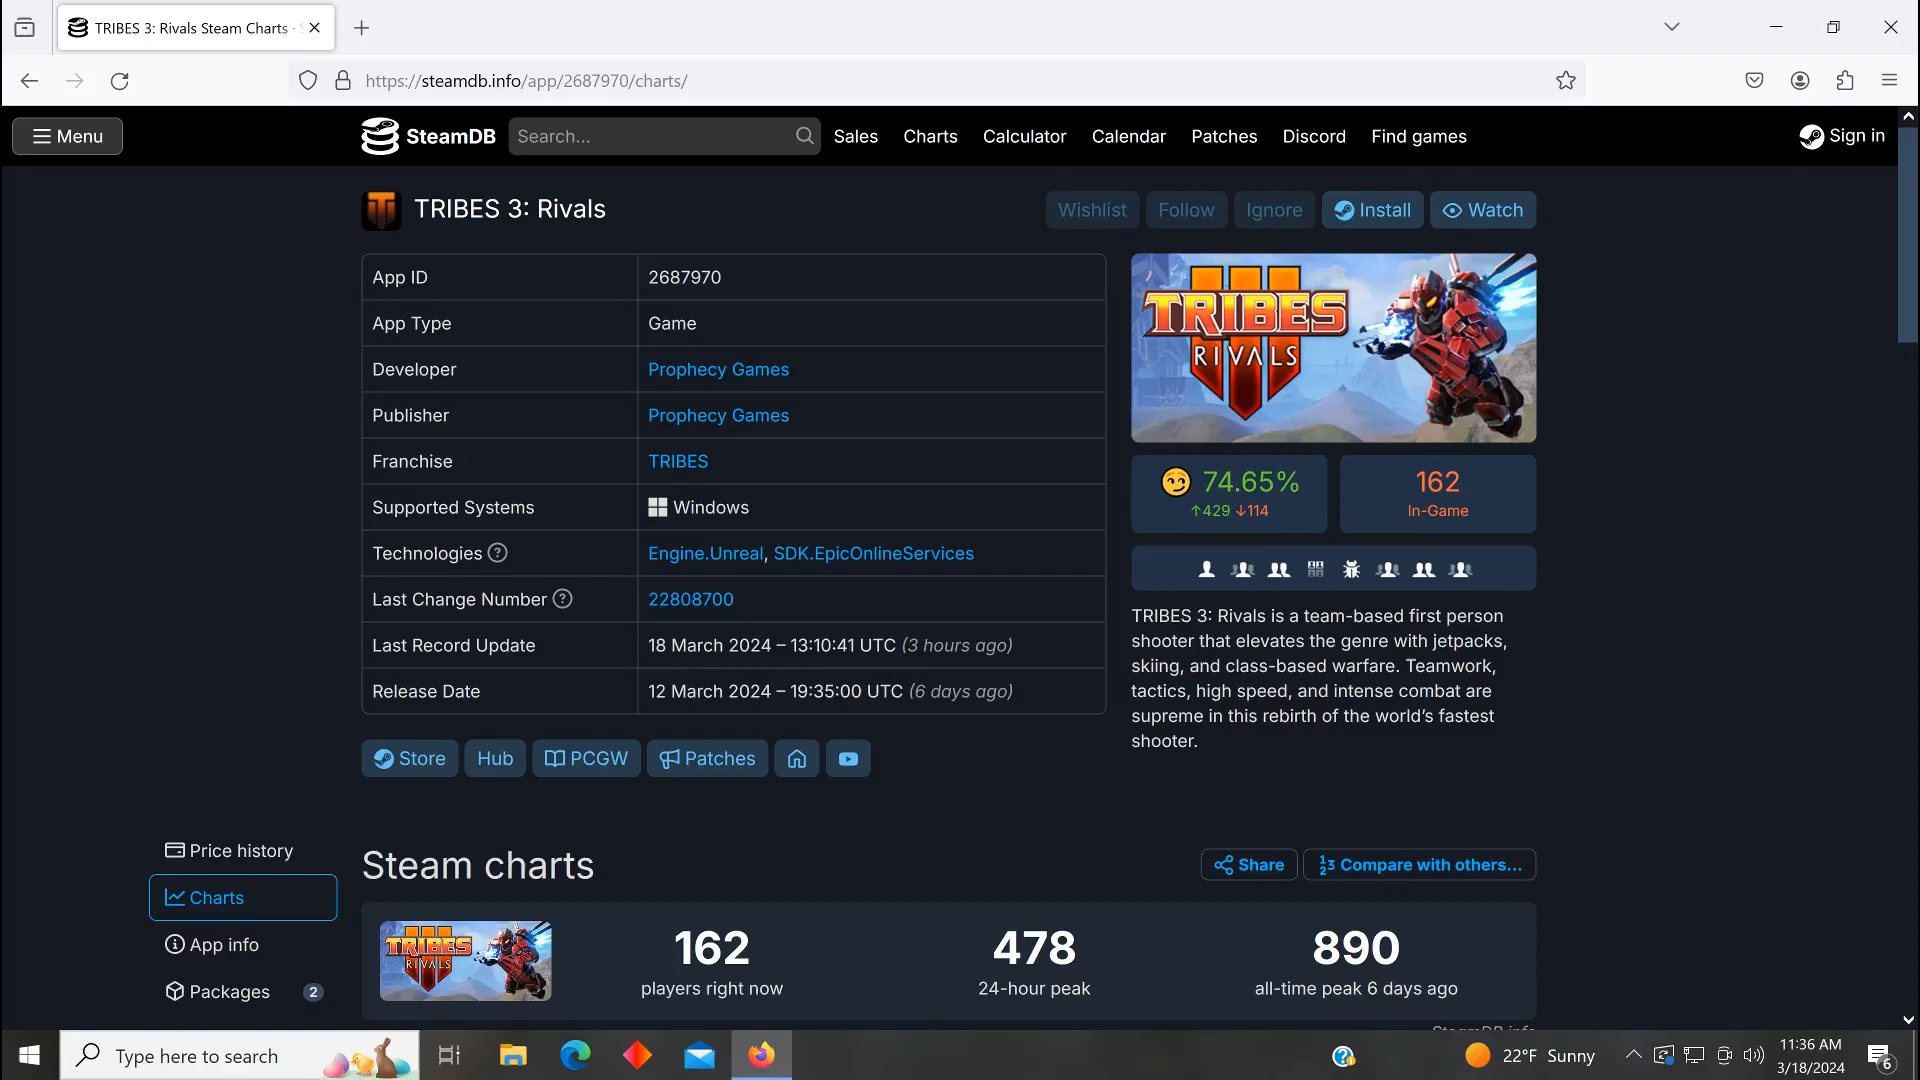 TRIBES 3: Rivals Steam Charts ·
https://steamdb.info/app/2687970/charts/
Menu
SteamDB
Search...
Sales
Charts
Calculator
Calendar
Patches
Discord
Find games
Sign in
TRIBES 3: Rivals
Wishlist
Follow
Ignore
Install
Watch
App ID 2687970
App Type Game
Developer Prophecy Games
Publisher Prophecy Games
Franchise TRIBES
Supported Systems Windows
Technologies Engine.Unreal, SDK.EpicOnlineServices
Last Change Number 22808700
Last Record Update 18 March 2024 – 13:10:41 UTC (3 hours ago)
Release Date 12 March 2024 – 19:35:00 UTC (6 days ago)
TRIBES
RIVALS
74.65%
↑429 ↓114
162
In-Game
TRIBES 3: Rivals is a team-based first person
shooter that elevates the genre with jetpacks,
skiing, and class-based warfare. Teamwork,
tactics, high speed, and intense combat are
supreme in this rebirth of the world’s fastest
shooter.
Store
Hub
PCGW
Patches
Price history
Charts
App info
Packages 2
Steam charts
Share
Compare with others...
TRIBES
RIVALS
162
players right now
478
24-hour peak
890
all-time peak 6 days ago
SteamDB.info
Type here to search
22°F Sunny
11:36 AM
3/18/2024
6